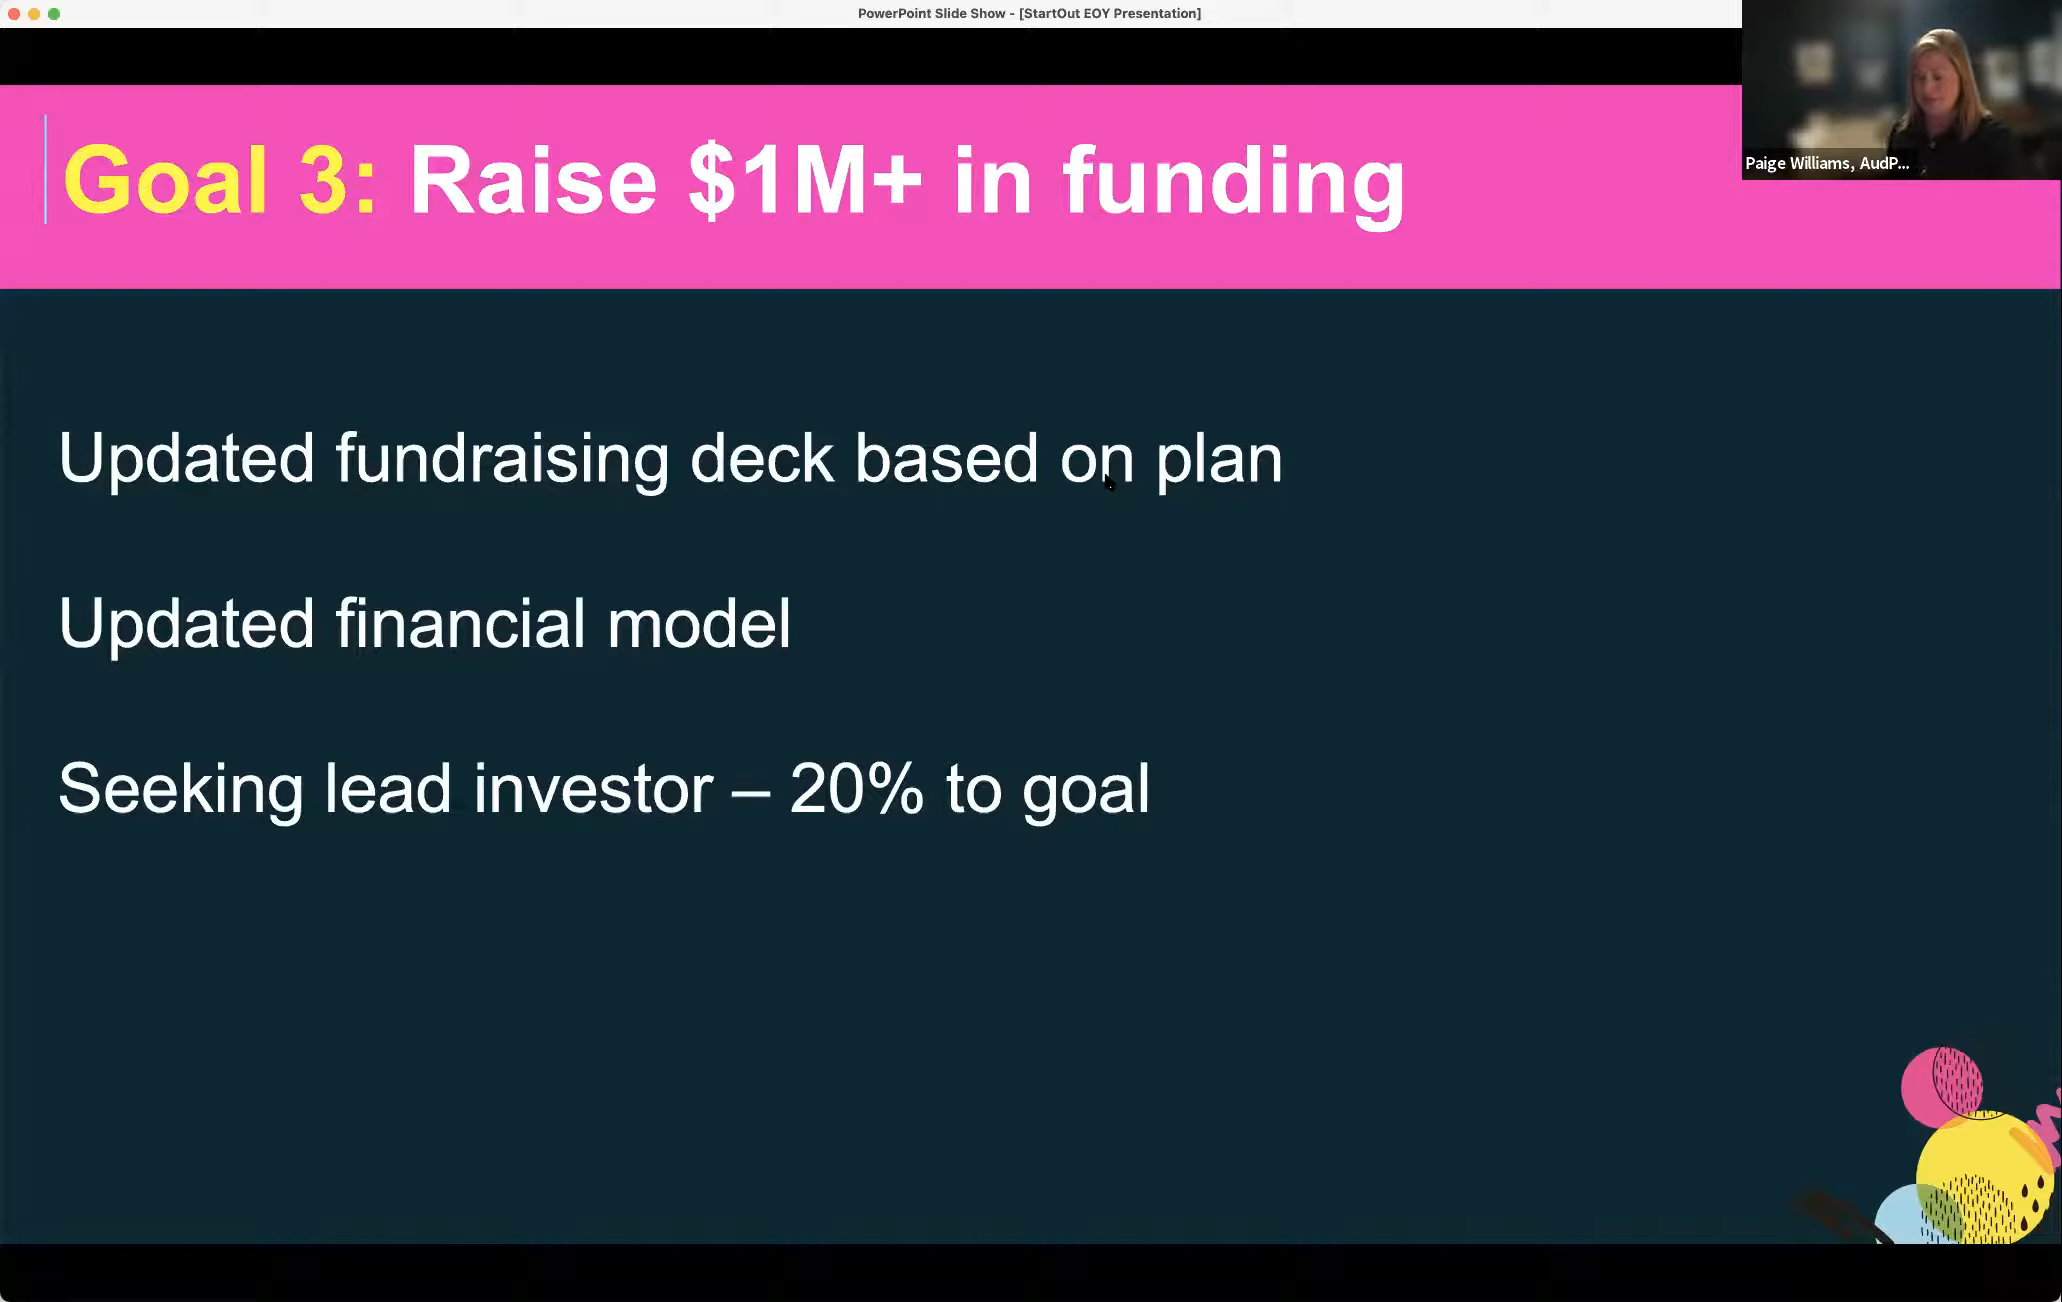 PowerPoint Slide Show - [StartOut EOY Presentation]
Paige Williams, AudP...
Goal 3: Raise $1M+ in funding
Updated fundraising deck based on plan
Updated financial model
Seeking lead investor – 20% to goal